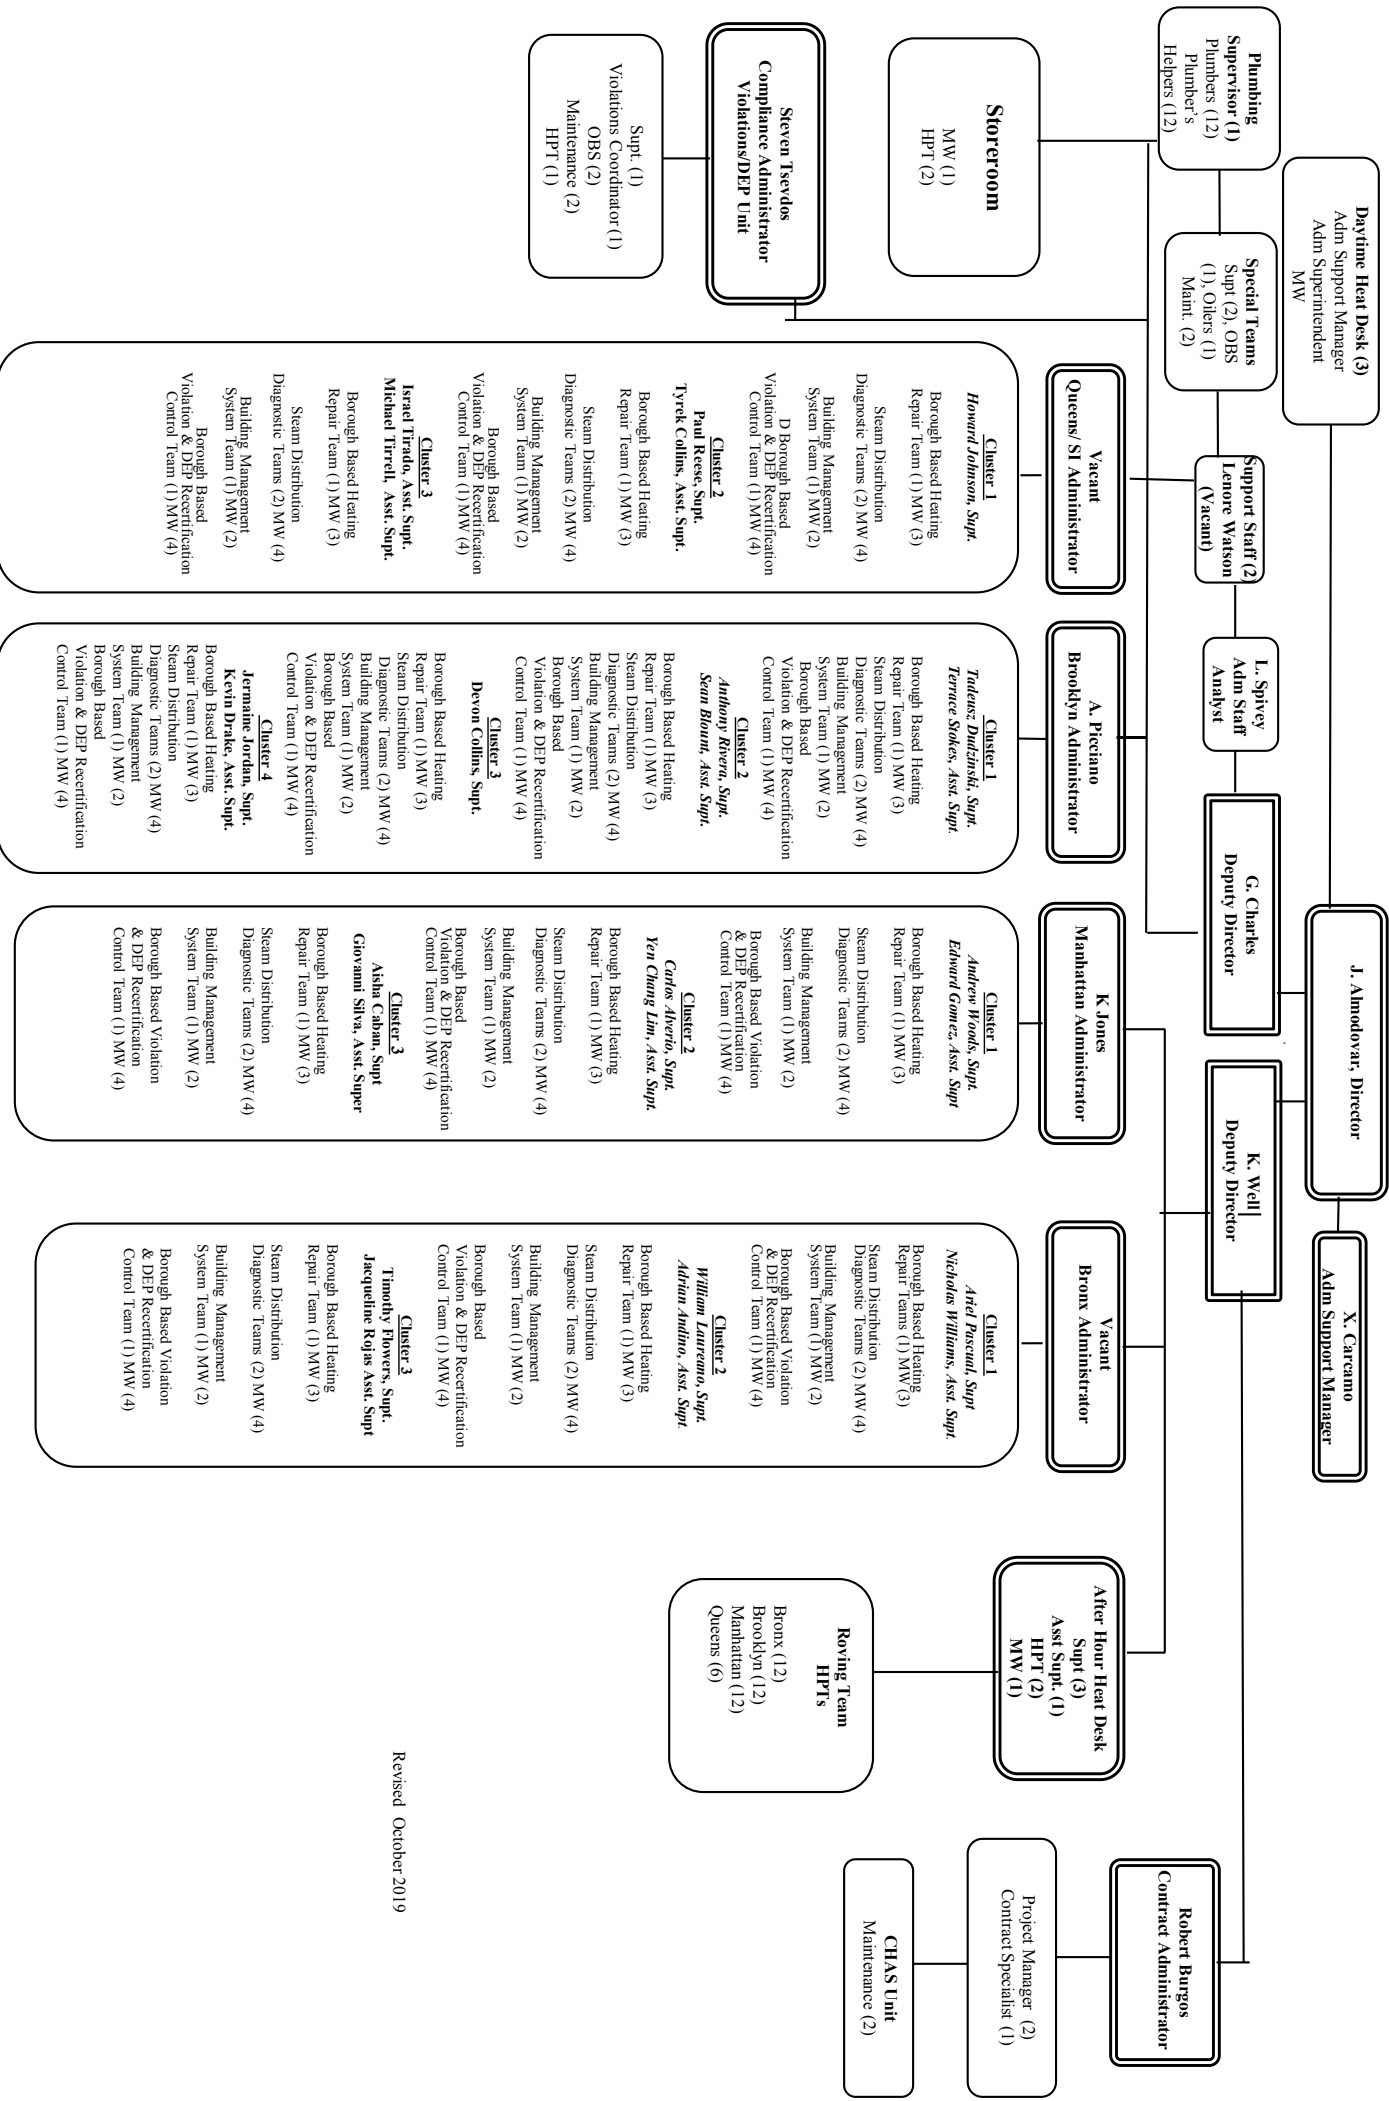 J. Almodovar, Director
X. Carcamo
Adm Support Manager
Daytime Heat Desk (3)
Adm Support Manager
Adm Superintendent
MW
Plumbing
Supervisor (1)
Plumbers (12)
Plumber's
Helpers (12)
Special Teams
Supt (2), OBS
(1), Oilers (1)
Maint. (2)
Support Staff (2)
Lenore Watson
(Vacant)
L. Spivey
Adm Staff
Analyst
G. Charles
Deputy Director
K. Well
Deputy Director
Storeroom
MW (1)
HPT (2)
Steven Tsevdos
Compliance Administrator
Violations/DEP Unit
Supt. (1)
Violations Coordinator (1)
OBS (2)
Maintenance (2)
HPT (1)
Vacant
Queens/ SI Administrator
Cluster 1
Howard Johnson, Supt.
Borough Based Heating
Repair Team (1) MW (3)
Steam Distribution
Diagnostic Teams (2) MW (4)
Building Management
System Team (1) MW (2)
D Borough Based
Violation & DEP Recertification
Control Team (1) MW (4)
Cluster 2
Paul Reese, Supt.
Tyrek Collins, Asst. Supt.
Borough Based Heating
Repair Team (1) MW (3)
Steam Distribution
Diagnostic Teams (2) MW (4)
Building Management
System Team (1) MW (2)
Borough Based
Violation & DEP Recertification
Control Team (1) MW (4)
Cluster 3
Israel Tirado, Asst. Supt.
Michael Tirrell, Asst. Supt.
Borough Based Heating
Repair Team (1) MW (3)
Steam Distribution
Diagnostic Teams (2) MW (4)
Building Management
System Team (1) MW (2)
Borough Based
Violation & DEP Recertification
Control Team (1) MW (4)
A. Picciano
Brooklyn Administrator
Cluster 1
Tadeusz Dudzinski, Supt.
Terrace Stokes, Asst. Supt.
Borough Based Heating
Repair Team (1) MW (3)
Steam Distribution
Diagnostic Teams (2) MW (4)
Building Management
System Team (1) MW (2)
Borough Based
Violation & DEP Recertification
Control Team (1) MW (4)
Cluster 2
Anthony Rivera, Supt.
Sean Blount, Asst. Supt.
Borough Based Heating
Repair Team (1) MW (3)
Steam Distribution
Diagnostic Teams (2) MW (4)
Building Management
System Team (1) MW (2)
Borough Based
Violation & DEP Recertification
Control Team (1) MW (4)
Cluster 3
Devon Collins, Supt.
Borough Based Heating
Repair Team (1) MW (3)
Steam Distribution
Diagnostic Teams (2) MW (4)
Building Management
System Team (1) MW (2)
Borough Based
Violation & DEP Recertification
Control Team (1) MW (4)
Cluster 4
Jermaine Jordan, Supt.
Kevin Drake, Asst. Supt.
Borough Based Heating
Repair Team (1) MW (3)
Steam Distribution
Diagnostic Teams (2) MW (4)
Building Management
System Team (1) MW (2)
Borough Based
Violation & DEP Recertification
Control Team (1) MW (4)
K Jones
Manhattan Administrator
Cluster 1
Andrew Woods, Supt.
Edward Gomez, Asst. Supt
Borough Based Heating
Repair Team (1) MW (3)
Steam Distribution
Diagnostic Teams (2) MW (4)
Building Management
System Team (1) MW (2)
Borough Based Violation
& DEP Recertification
Control Team (1) MW (4)
Cluster 2
Carlos Alverio, Supt.
Yen Chang Lim, Asst. Supt.
Borough Based Heating
Repair Team (1) MW (3)
Steam Distribution
Diagnostic Teams (2) MW (4)
Building Management
System Team (1) MW (2)
Borough Based
Violation & DEP Recertification
Control Team (1) MW (4)
Cluster 3
Aisha Caban, Supt
Giovanni Silva, Asst. Super
Borough Based Heating
Repair Team (1) MW (3)
Steam Distribution
Diagnostic Teams (2) MW (4)
Building Management
System Team (1) MW (2)
Borough Based Violation
& DEP Recertification
Control Team (1) MW (4)
Vacant
Bronx Administrator
Cluster 1
Ariel Pascual, Supt
Nicholas Williams, Asst. Supt.
Borough Based Heating
Repair Teams (1) MW (3)
Steam Distribution
Diagnostic Teams (2) MW (4)
Building Management
System Team (1) MW (2)
Borough Based Violation
& DEP Recertification
Control Team (1) MW (4)
Cluster 2
William Laureano, Supt.
Adrian Andino, Asst. Supt
Borough Based Heating
Repair Team (1) MW (3)
Steam Distribution
Diagnostic Teams (2) MW (4)
Building Management
System Team (1) MW (2)
Borough Based
Violation & DEP Recertification
Control Team (1) MW (4)
Cluster 3
Timothy Flowers, Supt.
Jacqueline Rojas Asst. Supt
Borough Based Heating
Repair Team (1) MW (3)
Steam Distribution
Diagnostic Teams (2) MW (4)
Building Management
System Team (1) MW (2)
Borough Based Violation
& DEP Recertification
Control Team (1) MW (4)
After Hour Heat Desk
Supt (3)
Asst Supt. (1)
HPT (2)
MW (1)
Roving Team
HPTs
Bronx (12)
Brooklyn (12)
Manhattan (12)
Queens (6)
Robert Burgos
Contract Administrator
Project Manager (2)
Contract Specialist (1)
CHAS Unit
Maintenance (2)
Revised October 2019